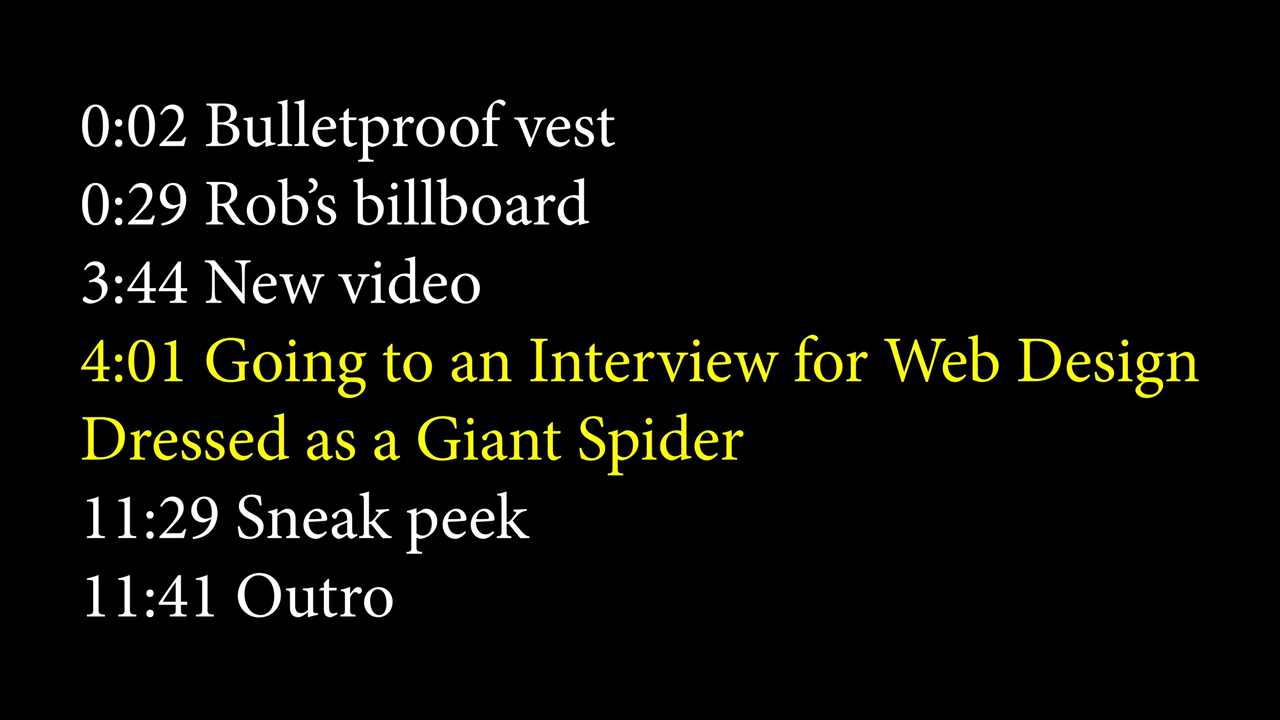 0:02 Bulletproof vest
0:29 Rob’s billboard
3:44 New video
4:01 Going to an Interview for Web Design
Dressed as a Giant Spider
11:29 Sneak peek
11:41 Outro